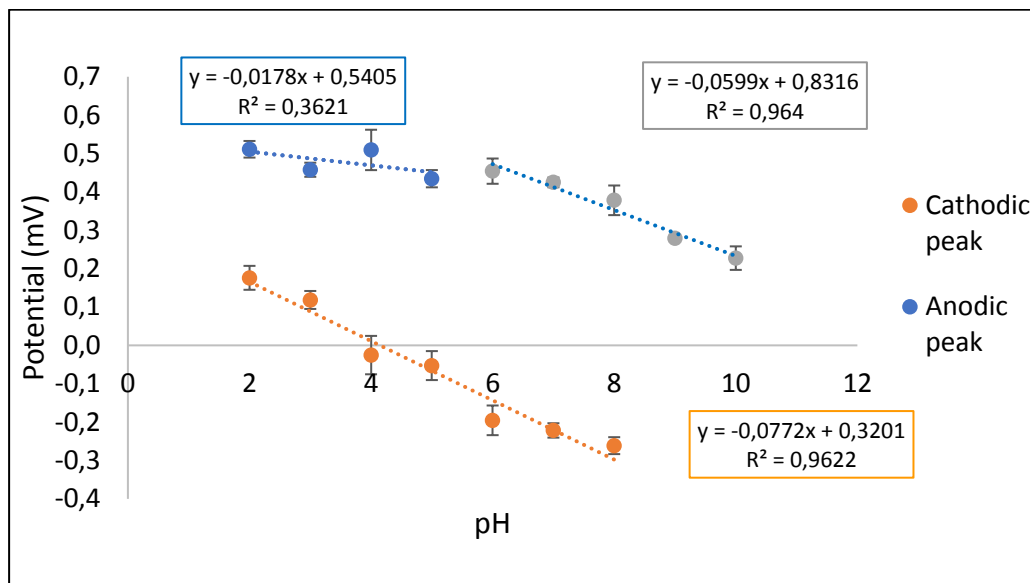 y = -0,0178x + 0,5405
R² = 0,3621
y = -0,0599x + 0,8316
R² = 0,964
0,7
0,6
0,5
0,4
0,3
0,2
0,1
0,0
-0,1
-0,2
-0,3
-0,4
Potential (mV)
0
2
4
6
8
10
12
pH
y = -0,0772x + 0,3201
R² = 0,9622
Cathodic
peak
Anodic
peak